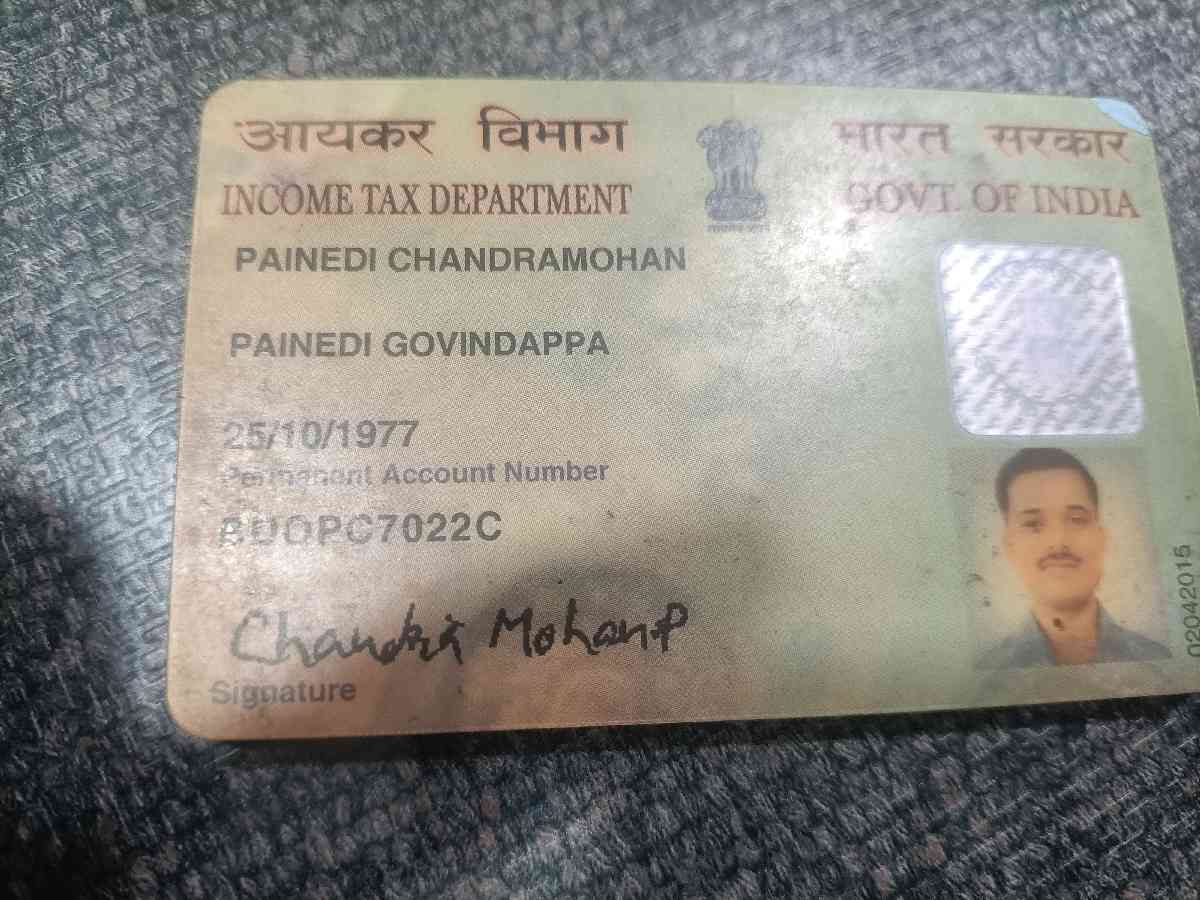 आयकर विभाग
भारत सरकार
INCOME TAX DEPARTMENT
GOVT. OF INDIA
PAINEDI CHANDRAMOHAN
PAINEDI GOVINDAPPA
25/10/1977
Permanent Account Number
Chandra Mohan P
Signature
02042015